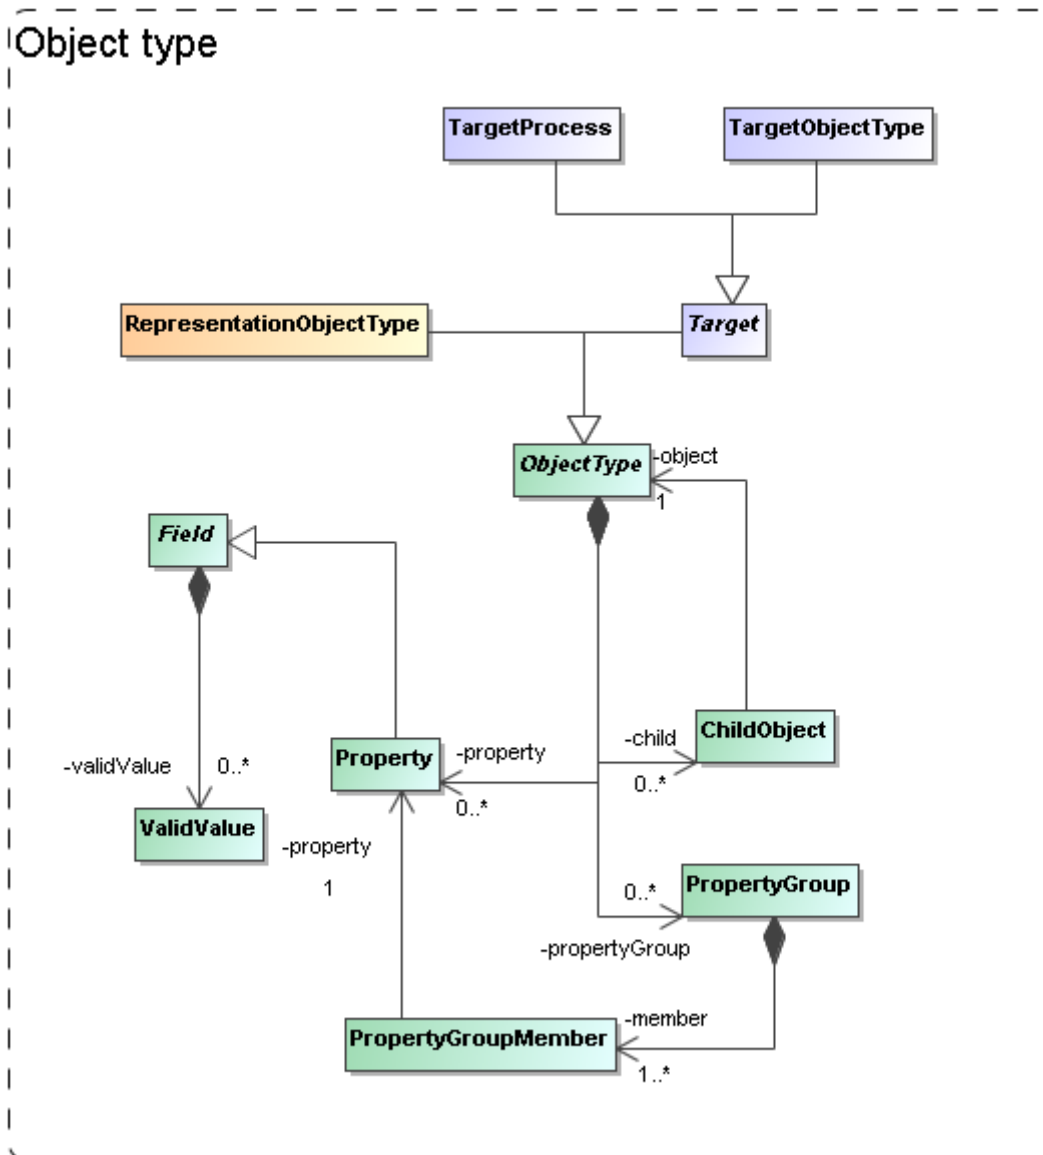 Object type
TargetProcess
TargetObjectType
RepresentationObjectType
Target
ObjectType
-object
1
Field
-child
0..*
ChildObject
Property
-property
0..*
-validValue
0..*
ValidValue
-property
1
PropertyGroup
0..*
-propertyGroup
PropertyGroupMember
-member
1..*